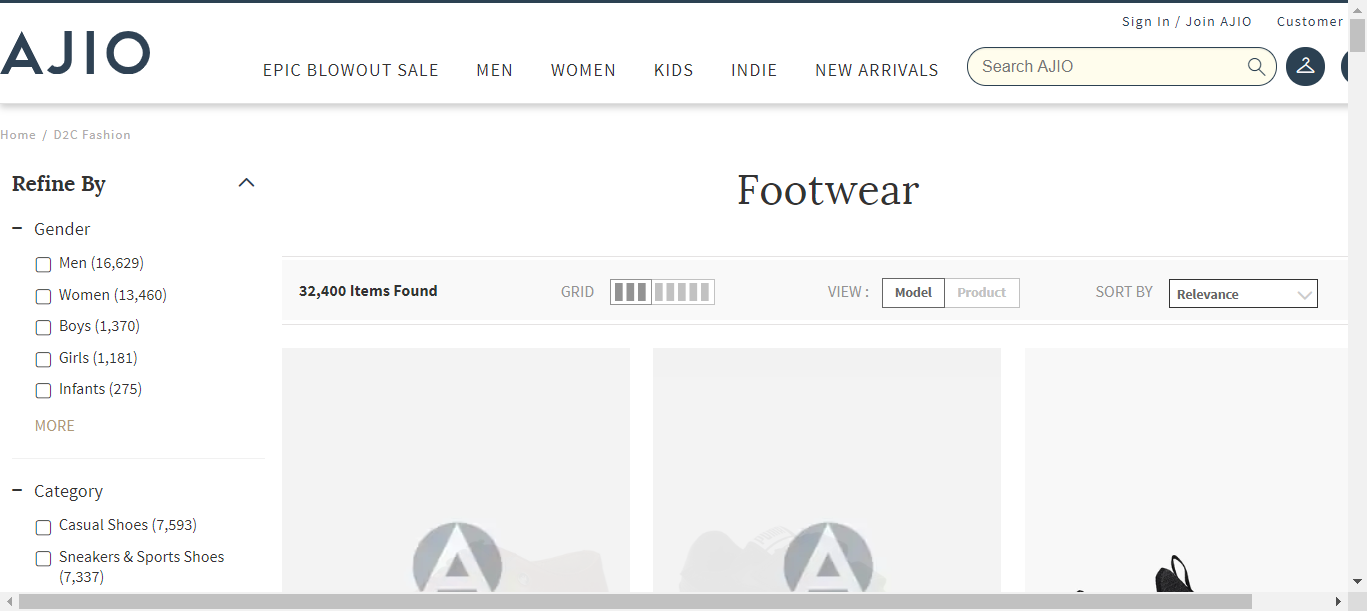 Sign In / Join AJIO Customer
AJIO
EPIC BLOWOUT SALE MEN WOMEN KIDS INDIE NEW ARRIVALS Search AJIO
Home / D2C Fashion
Refine By
Footwear
Gender
Men (16,629)
Women (13,460)
Boys (1,370)
Girls (1,181)
Infants (275)
MORE
32,400 Items Found GRID VIEW : Model Product SORT BY Relevance
Category
Casual Shoes (7,593)
Sneakers & Sports Shoes
(7,337)